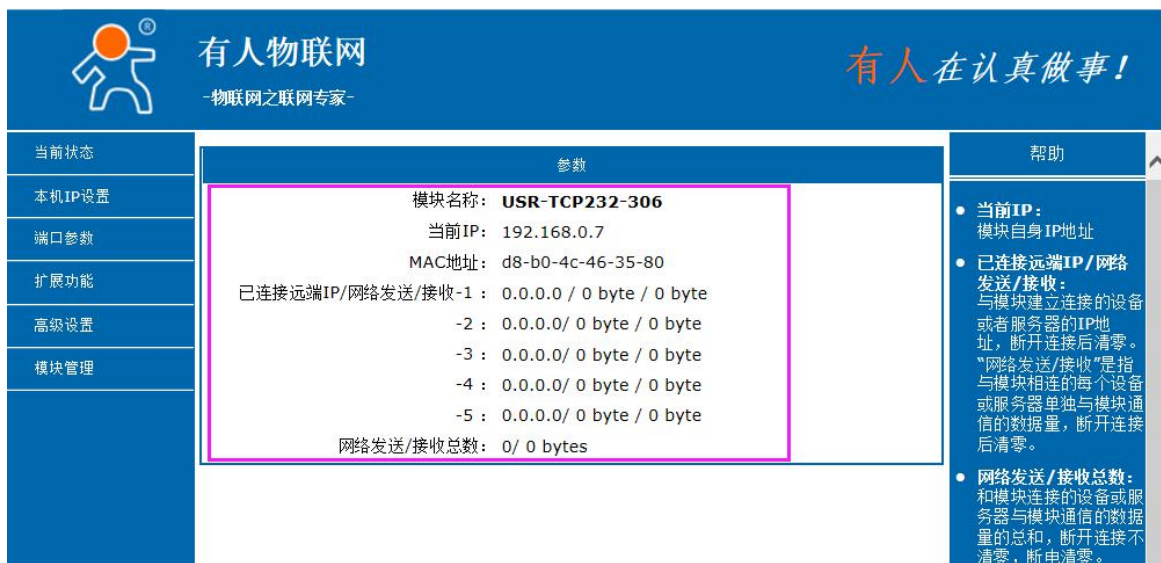 ®
有人物联网
-物联网之联网专家-
有人在认真做事!
当前状态
本机IP设置
端口参数
扩展功能
高级设置
模块管理
参数
模块名称: USR-TCP232-306
当前IP: 192.168.0.7
MAC地址: d8-b0-4c-46-35-80
已连接远端IP/网络发送/接收-1 : 0.0.0.0 / 0 byte / 0 byte
-2 : 0.0.0.0/ 0 byte / 0 byte
-3 : 0.0.0.0/ 0 byte / 0 byte
-4 : 0.0.0.0/ 0 byte / 0 byte
-5 : 0.0.0.0/ 0 byte / 0 byte
网络发送/接收总数: 0/ 0 bytes
帮助
• 当前IP:
模块自身IP地址
• 已连接远端IP/网络
发送/接收:
与模块建立连接的设备
或者服务器的IP地
址，断开连接后清零。
“网络发送/接收”是指
与模块相连的每个设备
或服务器单独与模块通
信的数据量，断开连接
后清零。
• 网络发送/接收总数:
和模块连接的设备或服
务器与模块通信的数据
量的总和，断开连接不
清零，断电清零。